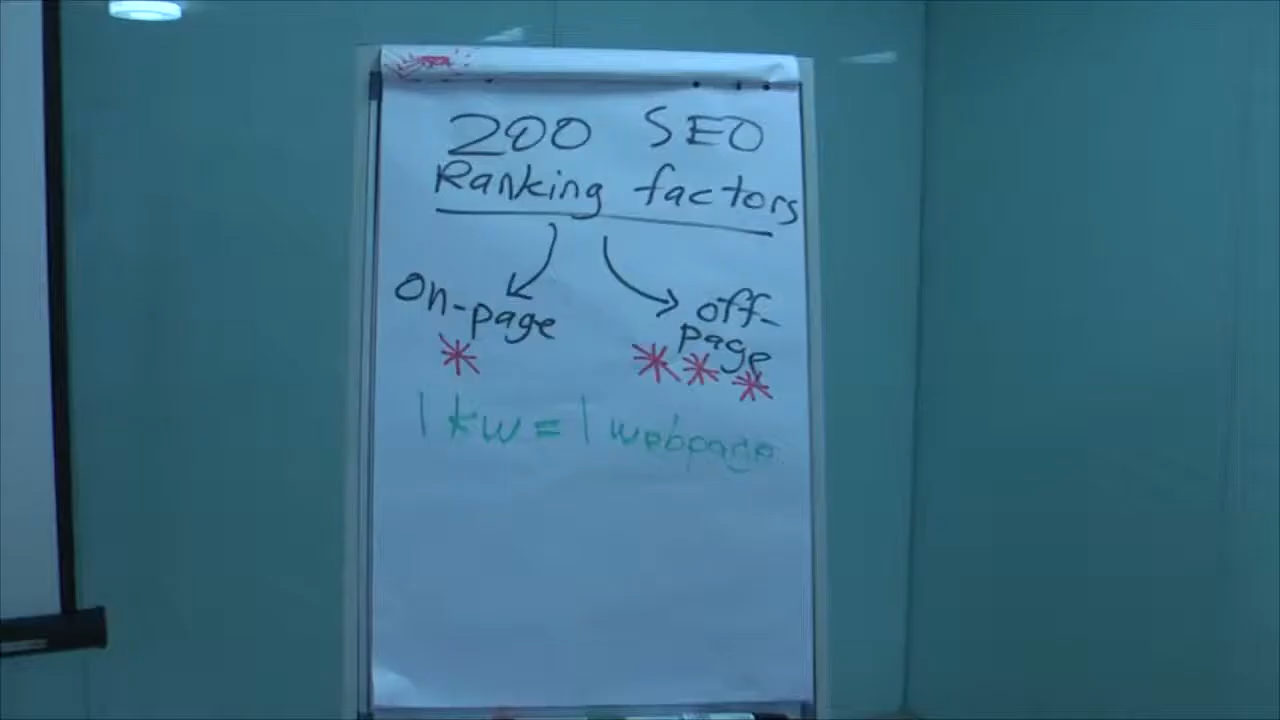 200 SEO
Ranking factors
On-page
off-
page
1 kw = 1 webpage